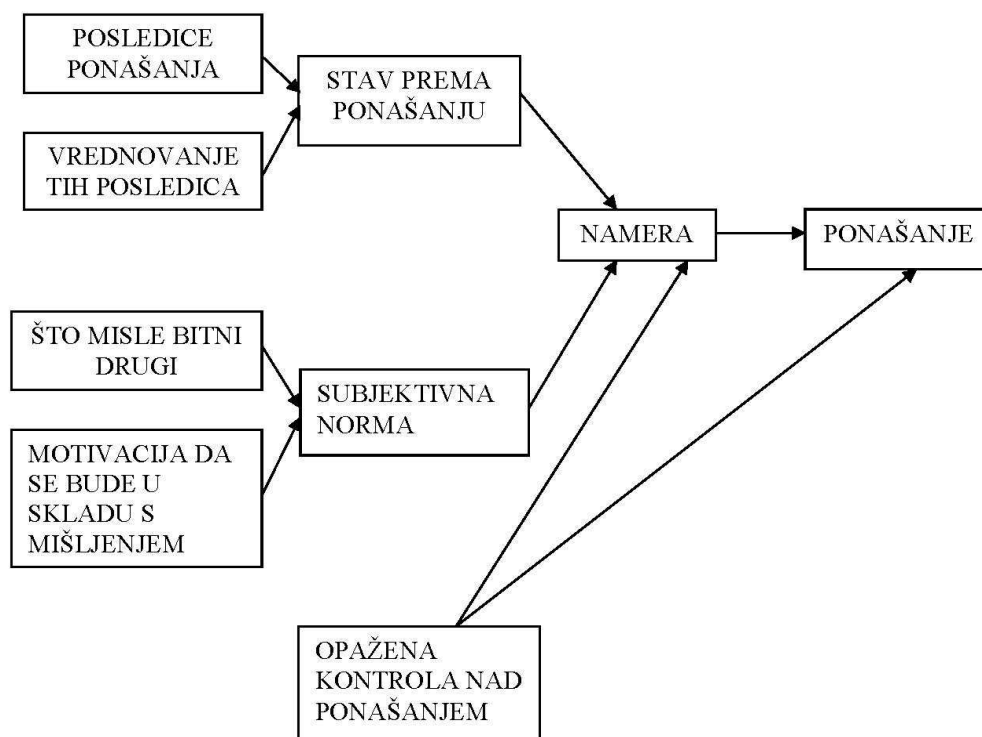 POSLEDICE
PONAŠANJA
VREDNOVANJE
TIH POSLEDICA
STAV PREMA
PONAŠANJU
NAMERA
PONAŠANJE
ŠTO MISLE BITNI
DRUGI
MOTIVACIJA DA
SE BUDE U
SKLADU S
MIŠLJENJEM
SUBJEKTIVNA
NORMA
OPAŽENA
KONTROLA NAD
PONAŠANJEM